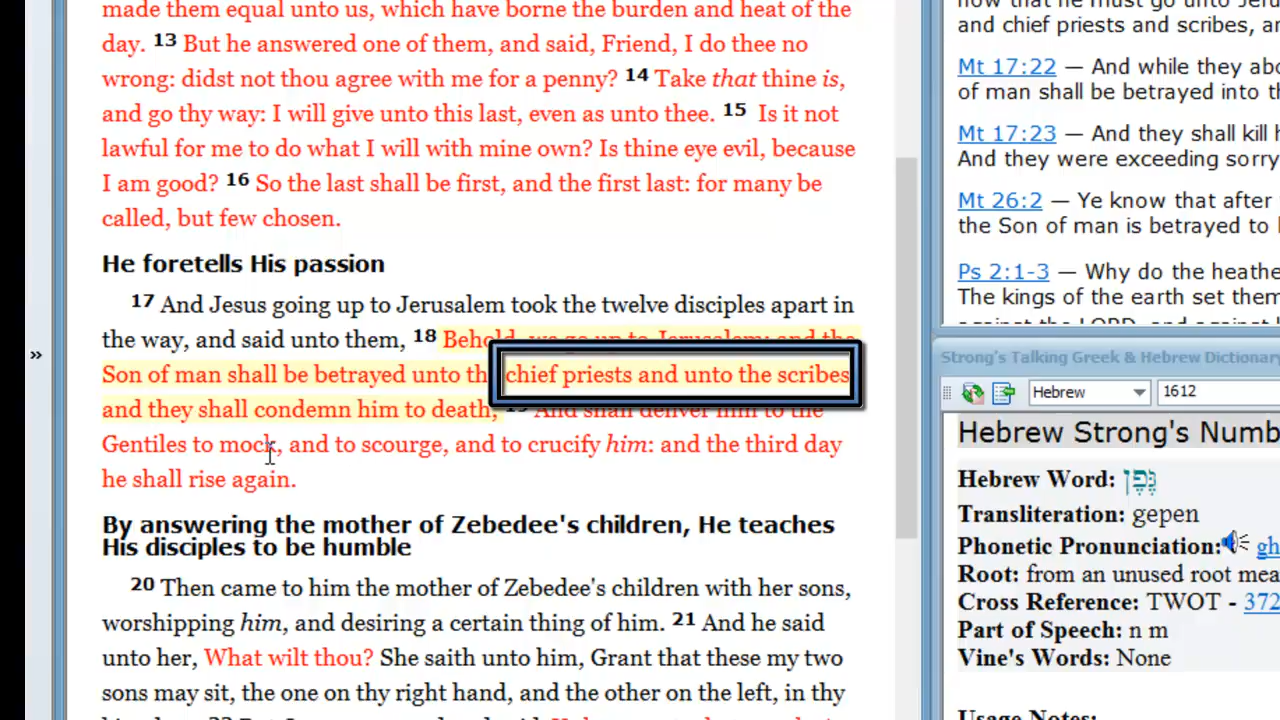 made them equal unto us, which have borne the burden and heat of the
day. 13 But he answered one of them, and said, Friend, I do thee no
wrong: didst not thou agree with me for a penny? 14 Take that thine is,
and go thy way: I will give unto this last, even as unto thee. 15 Is it not
lawful for me to do what I will with mine own? Is thine eye evil, because
I am good? 16 So the last shall be first, and the first last: for many be
called, but few chosen.
He foretells His passion
17 And Jesus going up to Jerusalem took the twelve disciples apart in
the way, and said unto them, 18 Behold, we go up to Jerusalem; and the
Son of man shall be betrayed unto th chief priests and unto the scribes
and they shall condemn him to death, 19 And shall deliver him to the
Gentiles to mock, and to scourge, and to crucify him: and the third day
he shall rise again.
By answering the mother of Zebedee's children, He teaches
His disciples to be humble
20 Then came to him the mother of Zebedee's children with her sons,
worshipping him, and desiring a certain thing of him. 21 And he said
unto her, What wilt thou? She saith unto him, Grant that these my two
sons may sit, the one on thy right hand, and the other on the left, in thy
»
and chief priests and scribes, a
Mt 17:22 — And while they abo
of man shall be betrayed into t
Mt 17:23 — And they shall kill
And they were exceeding sorry
Mt 26:2 — Ye know that after
the Son of man is betrayed to
Ps 2:1-3 — Why do the heathe
The kings of the earth set them
against the LORD, and against
Strong's Talking Greek & Hebrew Dictionary
Hebrew 1612
Hebrew Strong's Numb
Hebrew Word: גֶּפֶן
Transliteration: gepen
Phonetic Pronunciation: gh
Root: from an unused root mea
Cross Reference: TWOT - 372
Part of Speech: n m
Vine's Words: None
Usage Notes: